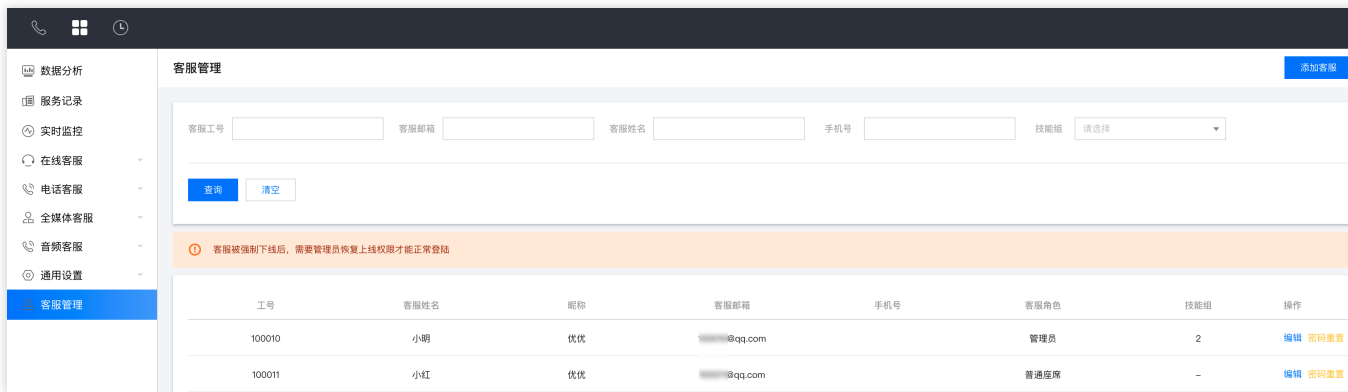 数据分析
服务记录
实时监控
在线客服
电话客服
全媒体客服
音频客服
通用设置
客服管理
客服管理 添加客服
客服工号 客服邮箱 客服姓名 手机号 技能组 请选择
查询 清空
客服被强制下线后，需要管理员恢复上线权限才能正常登陆
工号 客服姓名 昵称 客服邮箱 手机号 客服角色 技能组 操作
100010 小明 优优 @qq.com 管理员 2 编辑 密码重置
100011 小红 优优 @qq.com 普通座席 – 编辑 密码重置